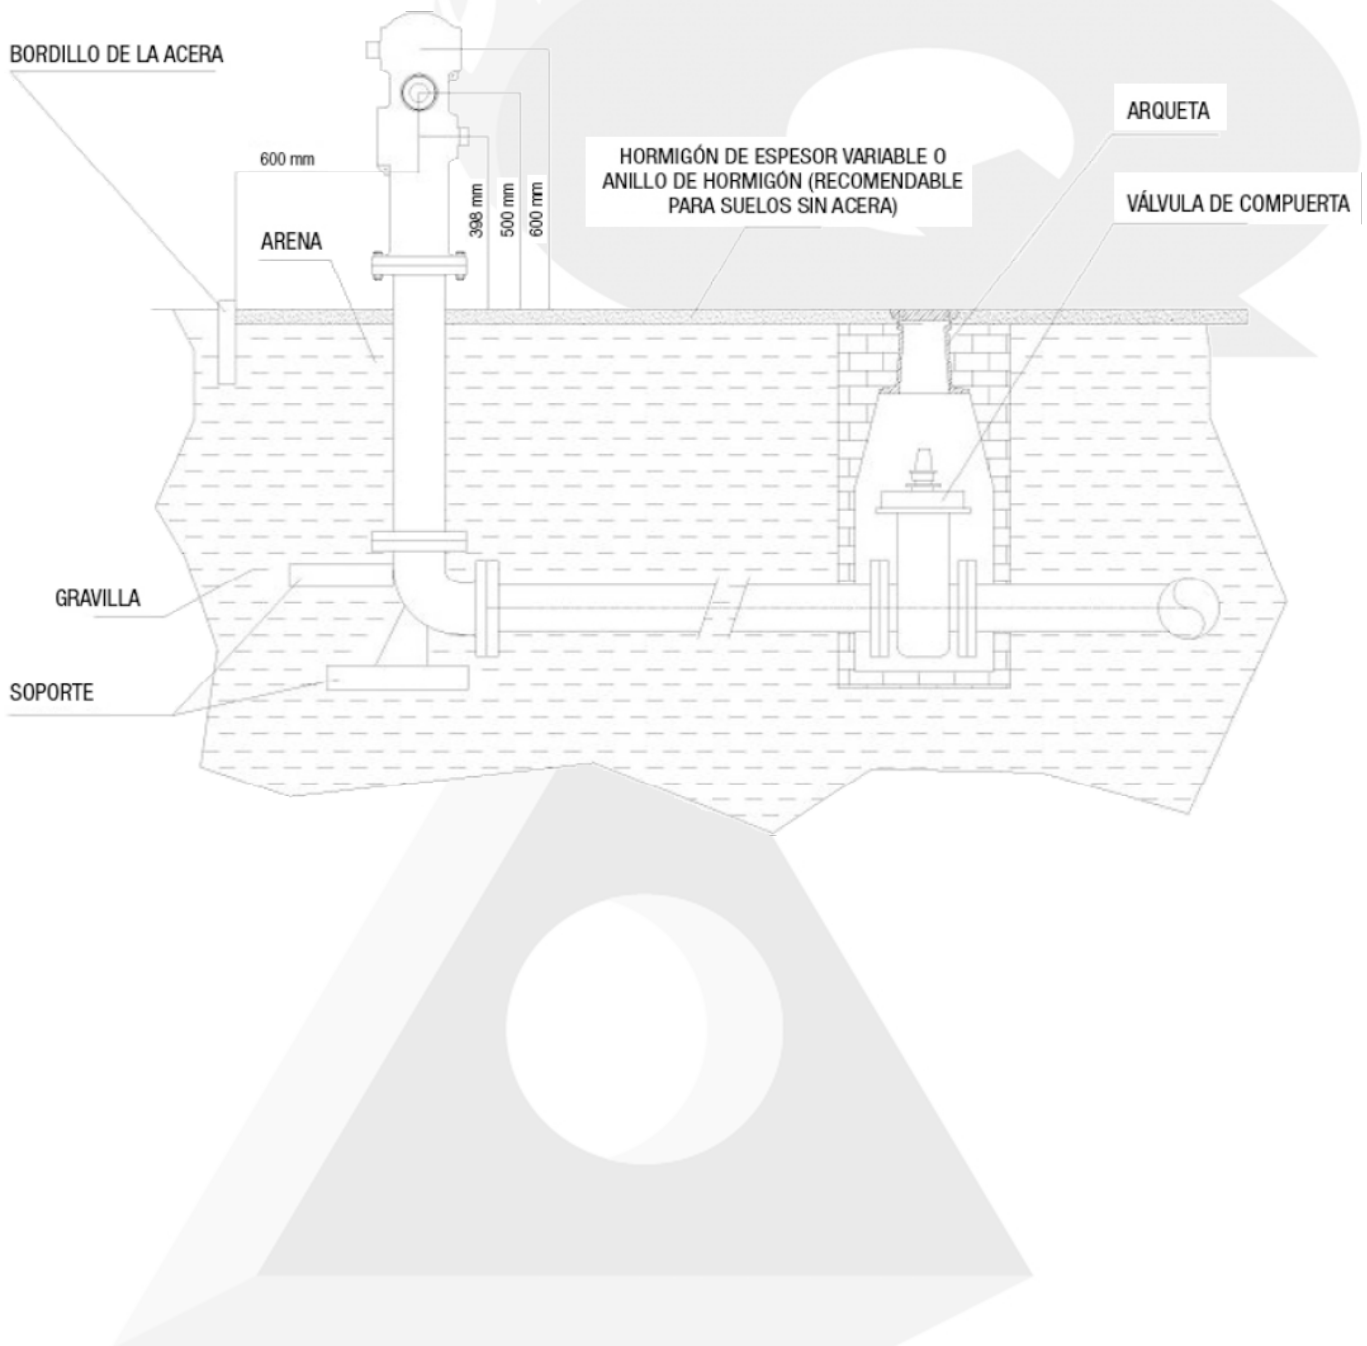 BORDILLO DE LA ACERA
ARQUETA
HORMIGÓN DE ESPESOR VARIABLE O
ANILLO DE HORMIGÓN (RECOMENDABLE
PARA SUELOS SIN ACERA)
600 mm
398 mm
500 mm
600 mm
VÁLVULA DE COMPUERTA
ARENA
GRAVILLA
SOPORTE